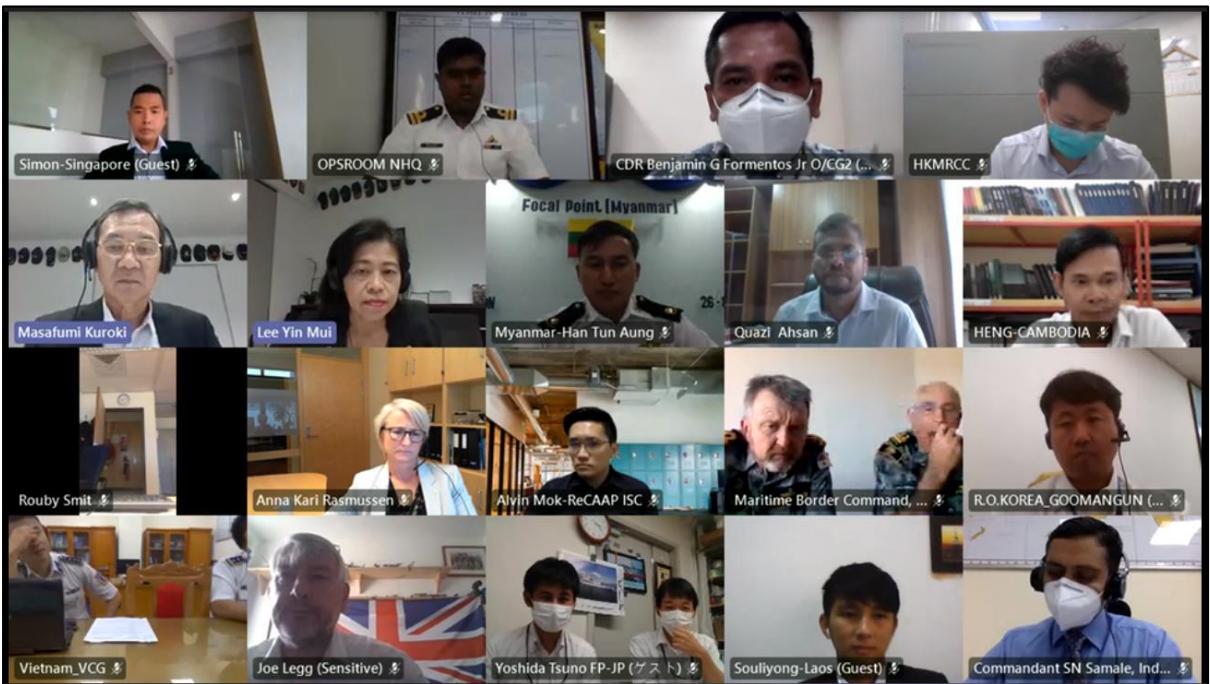 Simon-Singapore (Guest)
OPSROOM NHQ
CDR Benjamin G Formentos Jr O/CG2 (...
HKMRCC
Masafumi Kuroki
Lee Yin Mui
Focal Point [Myanmar]
Myanmar-Han Tun Aung
Quazi Ahsan
HENG-CAMBODIA
Rouby Smit
Anna Kari Rasmussen
Alvin Mok-ReCAAP ISC
Maritime Border Command, ...
R.O.KOREA_GOOMANGUN (...
Vietnam_VCG
Joe Legg (Sensitive)
Yoshida Tsuno FP-JP (ゲスト)
Souliyong-Laos (Guest)
Commandant SN Samale, Ind...